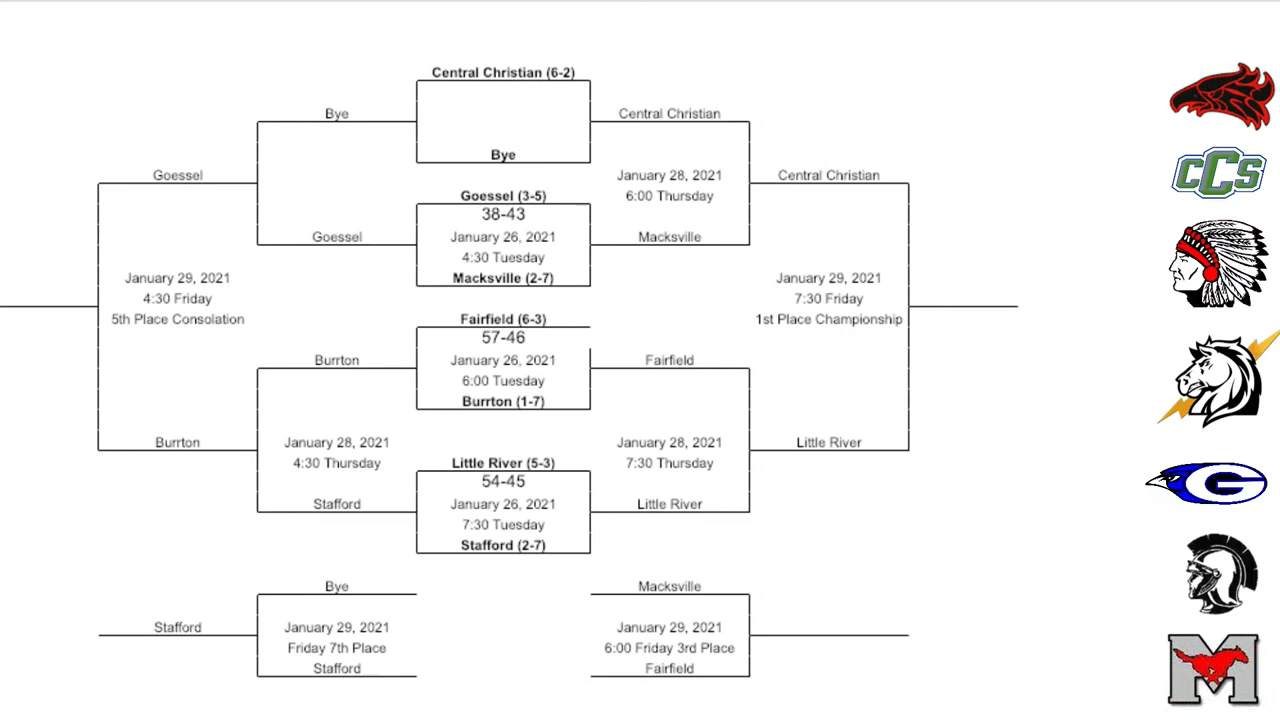 Central Christian (6-2)
Bye
Central Christian
Bye
Goessel
January 28, 2021
Central Christian
Goessel (3-5)
6:00 Thursday
38-43
Goessel
January 26, 2021
Macksville
4:30 Tuesday
January 29, 2021
Macksville (2-7)
January 29, 2021
4:30 Friday
7:30 Friday
5th Place Consolation
Fairfield (6-3)
1st Place Championship
57-46
Burrton
January 26, 2021
Fairfield
6:00 Tuesday
Burrton (1-7)
Burrton
January 28, 2021
January 28, 2021
Little River
4:30 Thursday
Little River (5-3)
7:30 Thursday
54-45
Stafford
January 26, 2021
Little River
7:30 Tuesday
Stafford (2-7)
Bye
Macksville
Stafford
January 29, 2021
January 29, 2021
Friday 7th Place
6:00 Friday 3rd Place
Stafford
Fairfield
CCS
G
M